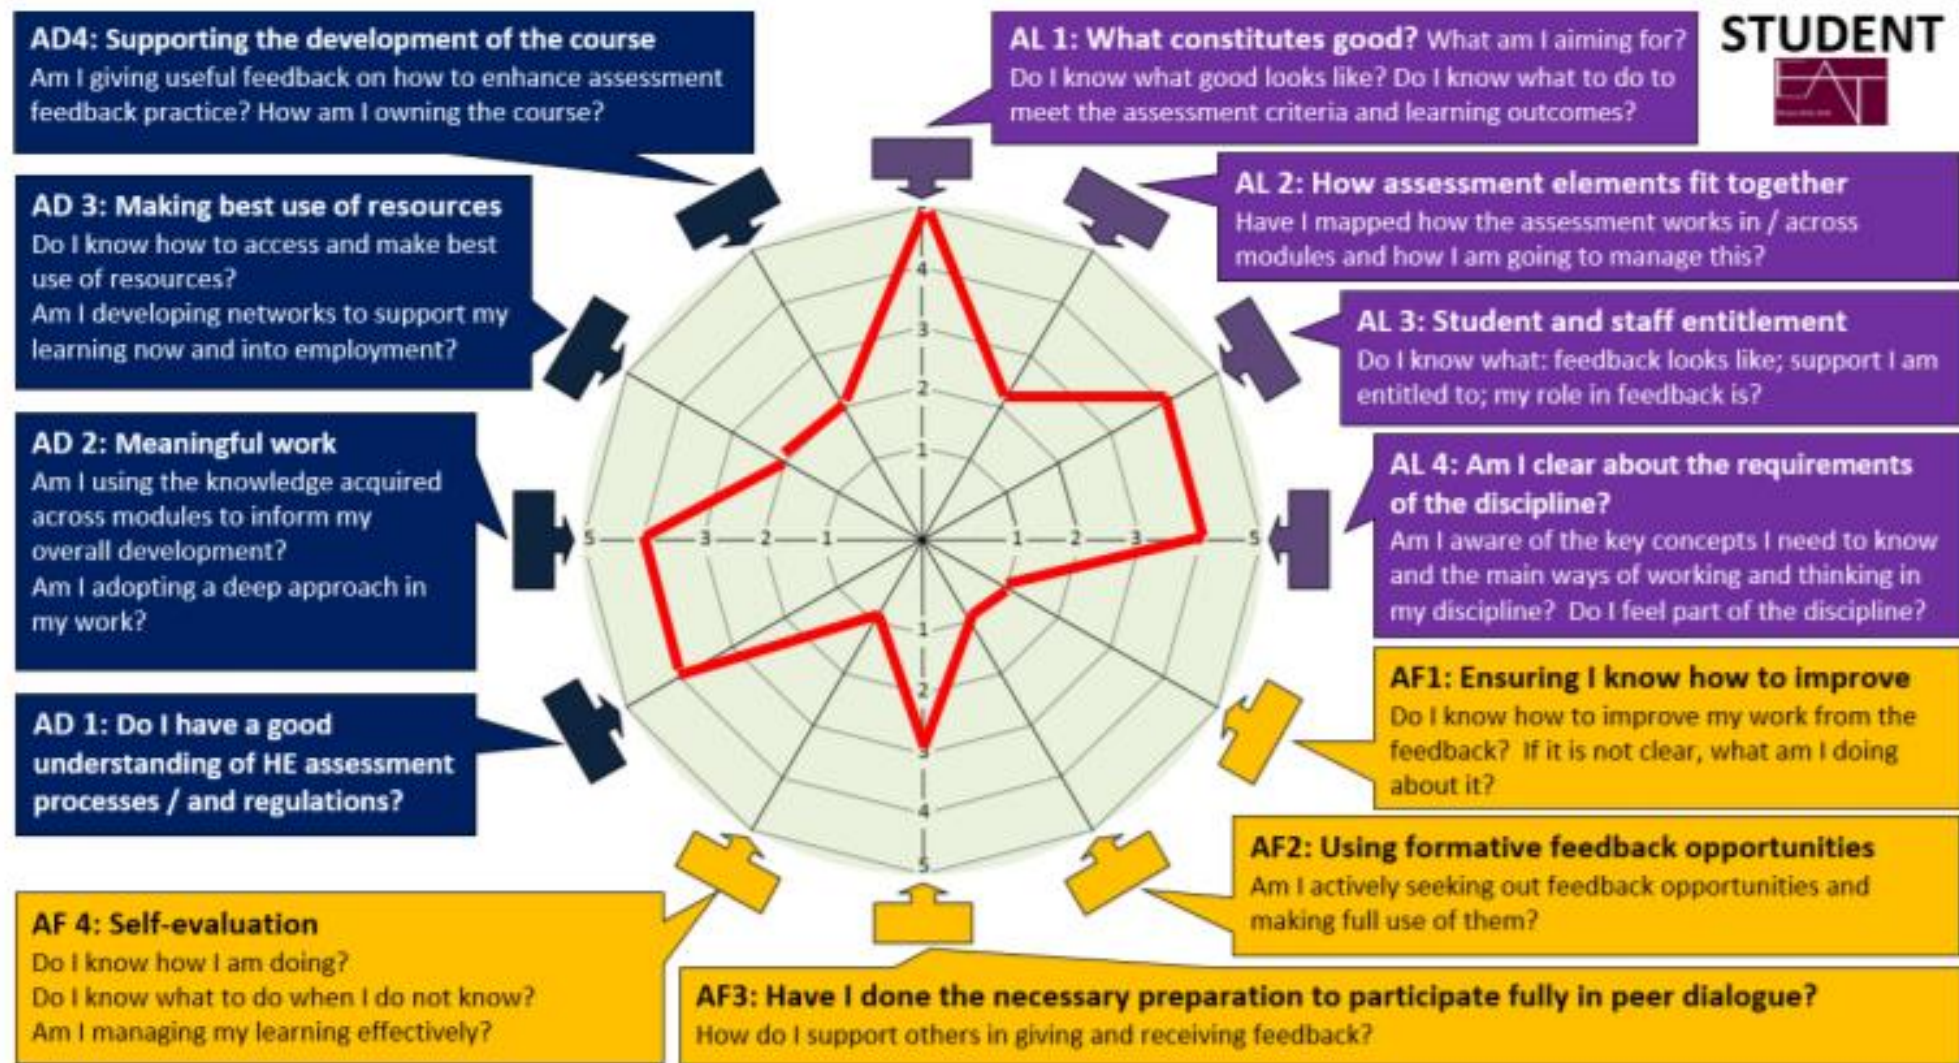 AD4: Supporting the development of the course
Am I giving useful feedback on how to enhance assessment
feedback practice? How am I owning the course?
AL 1: What constitutes good? What am I aiming for?
Do I know what good looks like? Do I know what to do to
meet the assessment criteria and learning outcomes?
STUDENT
EAT
AD 3: Making best use of resources
Do I know how to access and make best
use of resources?
Am I developing networks to support my
learning now and into employment?
AL 2: How assessment elements fit together
Have I mapped how the assessment works in / across
modules and how I am going to manage this?
AL 3: Student and staff entitlement
Do I know what: feedback looks like; support I am
entitled to; my role in feedback is?
AD 2: Meaningful work
Am I using the knowledge acquired
across modules to inform my
overall development?
Am I adopting a deep approach in
my work?
4
3
2
1
5 3 2 1 1 2 3 5
1
2
3
4
5
AL 4: Am I clear about the requirements
of the discipline?
Am I aware of the key concepts I need to know
and the main ways of working and thinking in
my discipline? Do I feel part of the discipline?
AD 1: Do I have a good
understanding of HE assessment
processes / and regulations?
AF1: Ensuring I know how to improve
Do I know how to improve my work from the
feedback? If it is not clear, what am I doing
about it?
AF2: Using formative feedback opportunities
Am I actively seeking out feedback opportunities and
making full use of them?
AF 4: Self-evaluation
Do I know how I am doing?
Do I know what to do when I do not know?
Am I managing my learning effectively?
AF3: Have I done the necessary preparation to participate fully in peer dialogue?
How do I support others in giving and receiving feedback?